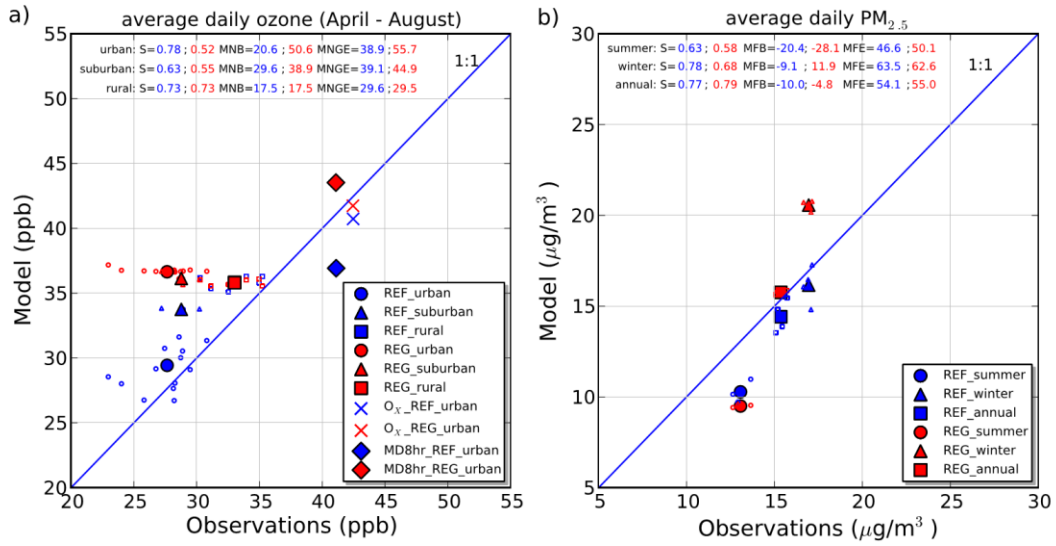 a)
average daily ozone (April - August)
urban: S=0.78 ; 0.52 MNB=20.6 ; 50.6 MNGE=38.9 ; 55.7
suburban: S=0.63 ; 0.55 MNB=29.6 ; 38.9 MNGE=39.1 ; 44.9
rural: S=0.73 ; 0.73 MNB=17.5 ; 17.5 MNGE=29.6 ; 29.5
1:1
55
50
45
40
35
30
25
20
Model (ppb)
REF_urban
REF_suburban
REF_rural
REG_urban
REG_suburban
REG_rural
Oₓ_REF_urban
Oₓ_REG_urban
MD8hr_REF_urban
MD8hr_REG_urban
20 25 30 35 40 45 50 55
Observations (ppb)
b)
average daily PM₂.₅
summer: S=0.63 ; 0.58 MFB=-20.4; -28.1 MFE=46.6 ; 50.1
winter: S=0.78 ; 0.68 MFB=-9.1 ; 11.9 MFE=63.5 ; 62.6
annual: S=0.77 ; 0.79 MFB=-10.0; -4.8 MFE=54.1 ; 55.0
1:1
30
25
20
15
10
5
Model (μg/m³ )
REF_summer
REF_winter
REF_annual
REG_summer
REG_winter
REG_annual
5 10 15 20 25 30
Observations (μg/m³ )